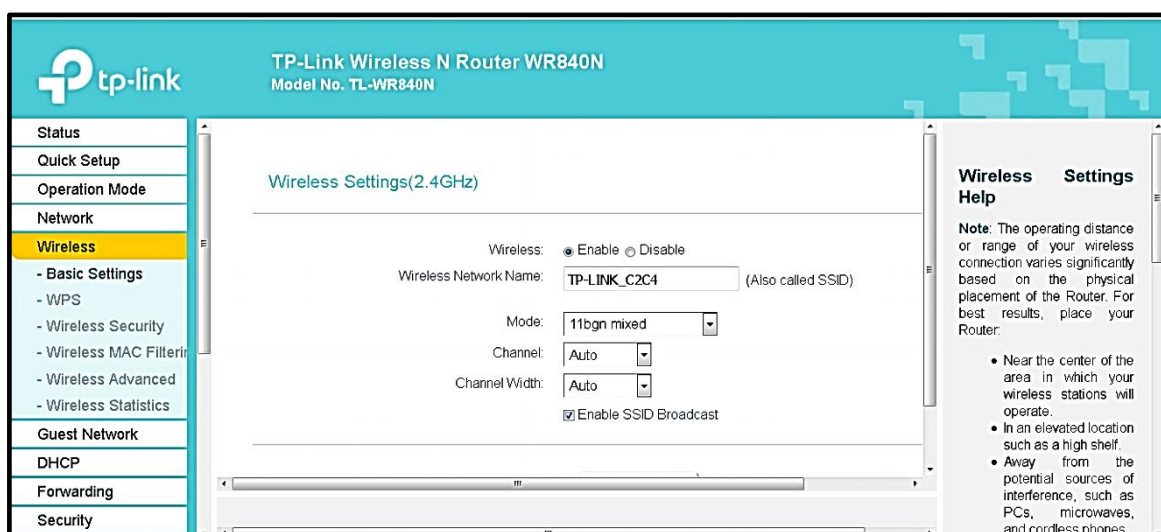 tp-link
TP-Link Wireless N Router WR840N
Model No. TL-WR840N
Status
Quick Setup
Operation Mode
Network
Wireless
- Basic Settings
- WPS
- Wireless Security
- Wireless MAC Filterin
- Wireless Advanced
- Wireless Statistics
Guest Network
DHCP
Forwarding
Security
Wireless Settings(2.4GHz)
Wireless: Enable Disable
Wireless Network Name: TP-LINK_C2C4 (Also called SSID)
Mode: 11bgn mixed
Channel: Auto
Channel Width: Auto
Enable SSID Broadcast
Wireless Settings
Help
Note: The operating distance
or range of your wireless
connection varies significantly
based on the physical
placement of the Router. For
best results, place your
Router:
• Near the center of the
area in which your
wireless stations will
operate.
• In an elevated location
such as a high shelf.
• Away from the
potential sources of
interference, such as
PCs, microwaves,
and cordless phones.